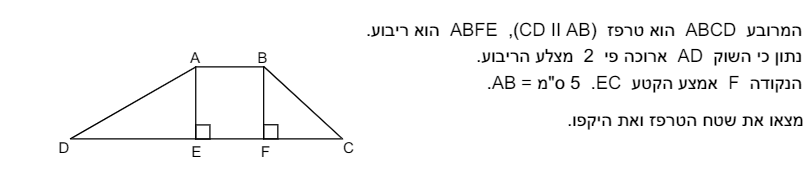 המרובע ABCD הוא טרפז (CD II AB), ABFE הוא ריבוע.
נתון כי השוק AD ארוכה פי 2 מצלע הריבוע.
הנקודה F אמצע הקטע EC. 5 ס"מ = AB.
מצאו את שטח הטרפז ואת היקפו.
A B
D E F C